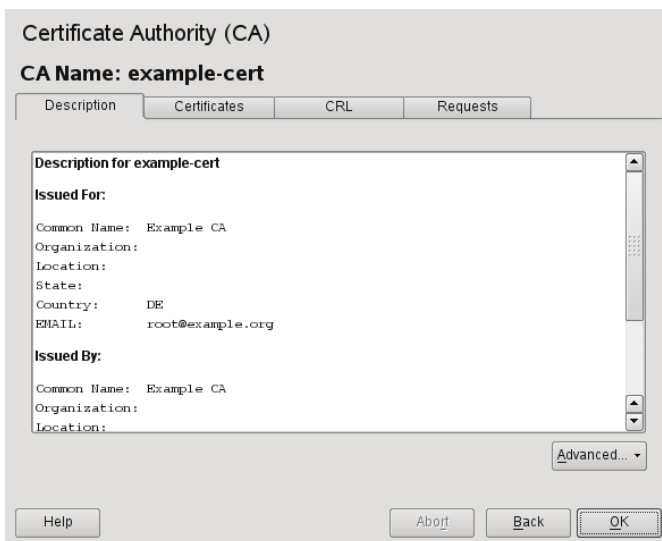 Certificate Authority (CA)
CA Name: example-cert
Description Certificates CRL Requests
Description for example-cert
Issued For:
Common Name: Example CA
Organization:
Location:
State:
Country: DE
EMAIL: root@example.org
Issued By:
Common Name: Example CA
Organization:
Location:
Advanced...
Help Abort Back OK